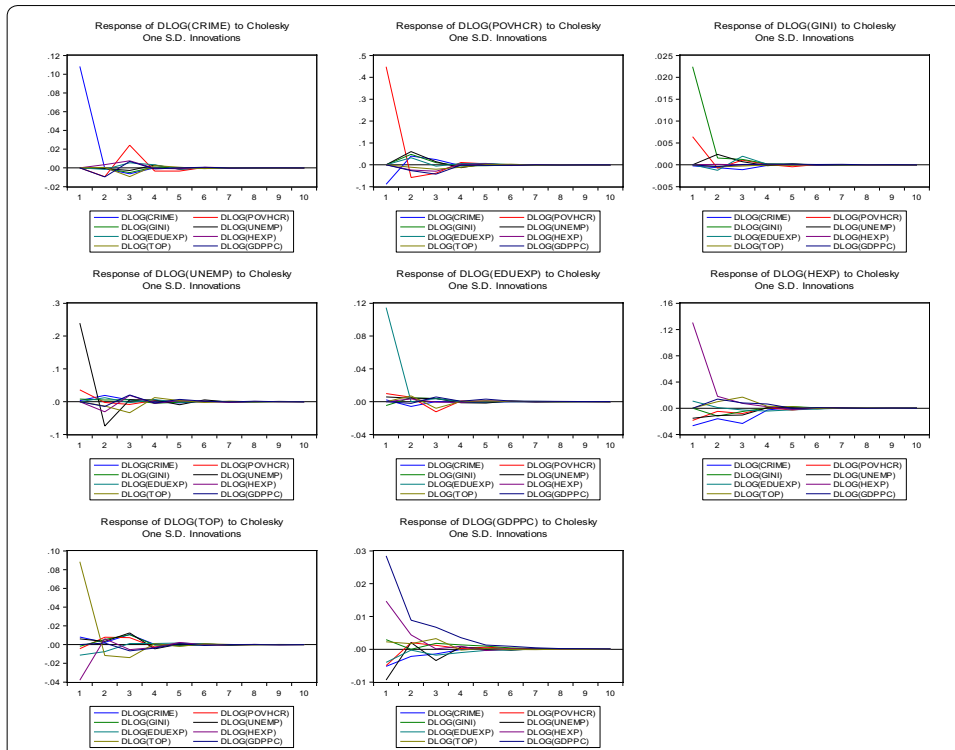 Response of DLOG(CRIME) to Cholesky
One S.D. Innovations
.12
.10
.08
.06
.04
.02
.00
-.02
1 2 3 4 5 6 7 8 9 10
DLOG(CRIME) DLOG(POVHCR)
DLOG(GINI) DLOG(UNEMP)
DLOG(EDUEXP) DLOG(HEXP)
DLOG(TOP) DLOG(GDPPC)
Response of DLOG(POVHCR) to Cholesky
One S.D. Innovations
.5
.4
.3
.2
.1
.0
-.1
1 2 3 4 5 6 7 8 9 10
DLOG(CRIME) DLOG(POVHCR)
DLOG(GINI) DLOG(UNEMP)
DLOG(EDUEXP) DLOG(HEXP)
DLOG(TOP) DLOG(GDPPC)
Response of DLOG(GINI) to Cholesky
One S.D. Innovations
.025
.020
.015
.010
.005
.000
-.005
1 2 3 4 5 6 7 8 9 10
DLOG(CRIME) DLOG(POVHCR)
DLOG(GINI) DLOG(UNEMP)
DLOG(EDUEXP) DLOG(HEXP)
DLOG(TOP) DLOG(GDPPC)
Response of DLOG(UNEMP) to Cholesky
One S.D. Innovations
.3
.2
.1
.0
-.1
1 2 3 4 5 6 7 8 9 10
DLOG(CRIME) DLOG(POVHCR)
DLOG(GINI) DLOG(UNEMP)
DLOG(EDUEXP) DLOG(HEXP)
DLOG(TOP) DLOG(GDPPC)
Response of DLOG(EDUEXP) to Cholesky
One S.D. Innovations
.12
.08
.04
.00
-.04
1 2 3 4 5 6 7 8 9 10
DLOG(CRIME) DLOG(POVHCR)
DLOG(GINI) DLOG(UNEMP)
DLOG(EDUEXP) DLOG(HEXP)
DLOG(TOP) DLOG(GDPPC)
Response of DLOG(HEXP) to Cholesky
One S.D. Innovations
.16
.12
.08
.04
.00
-.04
1 2 3 4 5 6 7 8 9 10
DLOG(CRIME) DLOG(POVHCR)
DLOG(GINI) DLOG(UNEMP)
DLOG(EDUEXP) DLOG(HEXP)
DLOG(TOP) DLOG(GDPPC)
Response of DLOG(TOP) to Cholesky
One S.D. Innovations
.10
.08
.06
.04
.02
.00
-.02
-.04
1 2 3 4 5 6 7 8 9 10
DLOG(CRIME) DLOG(POVHCR)
DLOG(GINI) DLOG(UNEMP)
DLOG(EDUEXP) DLOG(HEXP)
DLOG(TOP) DLOG(GDPPC)
Response of DLOG(GDPPC) to Cholesky
One S.D. Innovations
.03
.02
.01
.00
-.01
1 2 3 4 5 6 7 8 9 10
DLOG(CRIME) DLOG(POVHCR)
DLOG(GINI) DLOG(UNEMP)
DLOG(EDUEXP) DLOG(HEXP)
DLOG(TOP) DLOG(GDPPC)